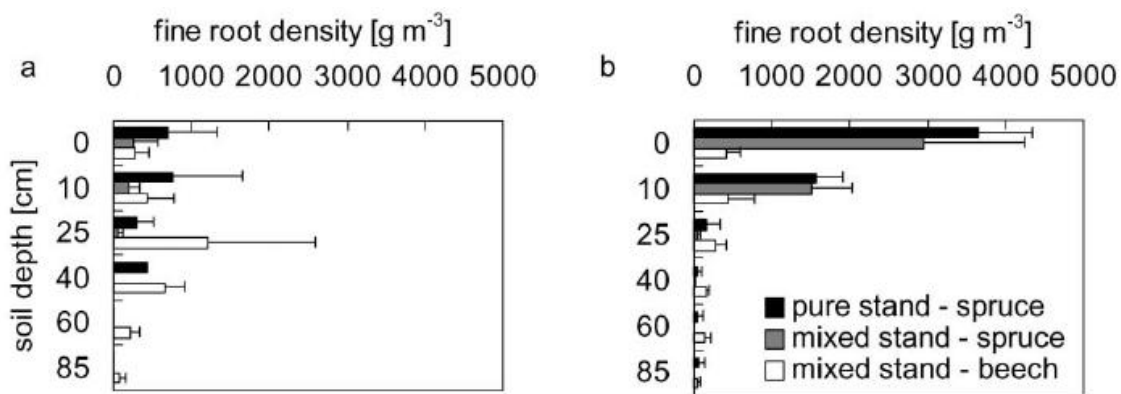 fine root density [g m-3]
a
0 1000 2000 3000 4000 5000
soil depth [cm]
0
10
25
40
60
85
fine root density [g m-3]
b
0 1000 2000 3000 4000 5000
0
10
25
40
60
85
pure stand - spruce
mixed stand - spruce
mixed stand - beech